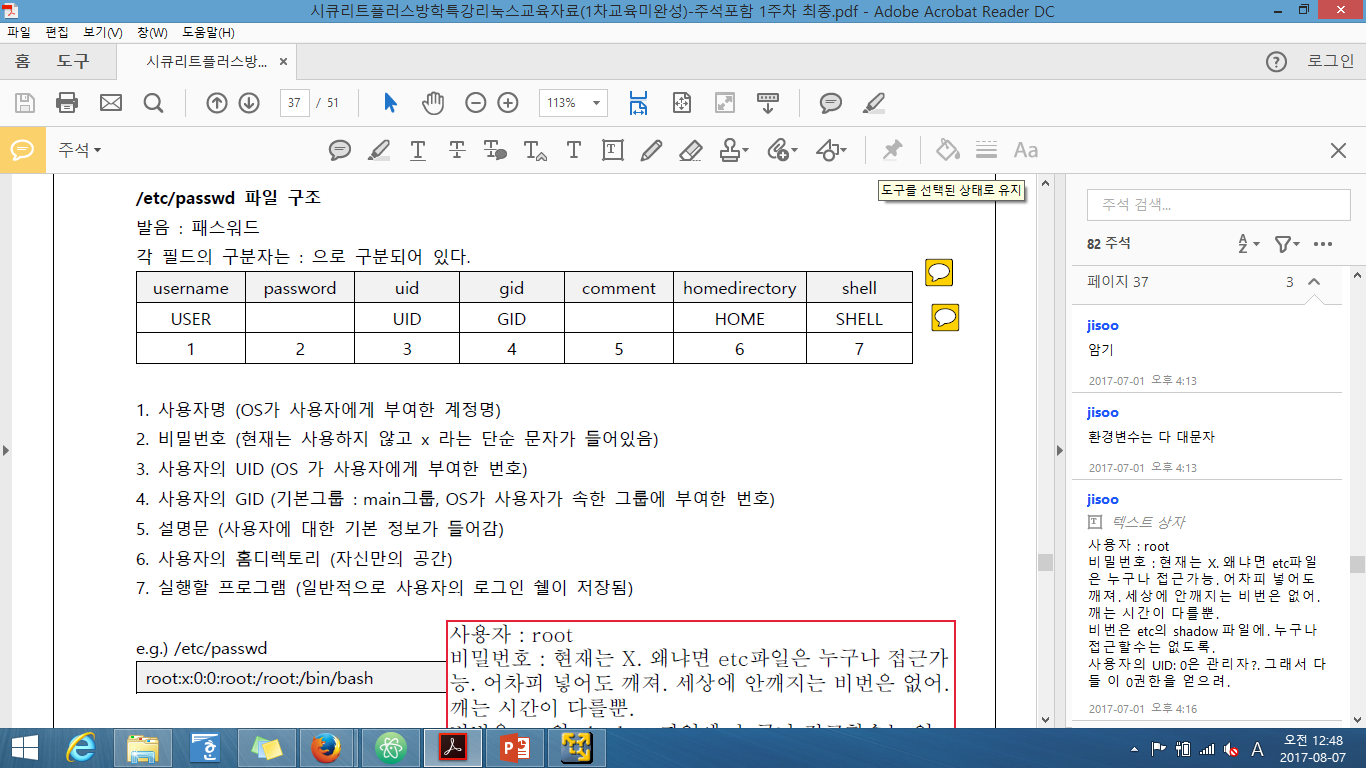 시큐리트플러스방학특강리눅스교육자료(1차교육미완성)-주석포함 1주차 최종.pdf - Adobe Acrobat Reader DC
파일 편집 보기(V) 창(W) 도움말(H)
홈 도구 시큐리트플러스방... × 로그인
37 / 51 113%
주석
Aa
도구를 선택된 상태로 유지
/etc/passwd 파일 구조
발음 : 패스워드
각 필드의 구분자는 : 으로 구분되어 있다.
username password uid gid comment homedirectory shell
USER UID GID HOME SHELL
1 2 3 4 5 6 7
1. 사용자명 (OS가 사용자에게 부여한 계정명)
2. 비밀번호 (현재는 사용하지 않고 x 라는 단순 문자가 들어있음)
3. 사용자의 UID (OS 가 사용자에게 부여한 번호)
4. 사용자의 GID (기본그룹 : main그룹, OS가 사용자가 속한 그룹에 부여한 번호)
5. 설명문 (사용자에 대한 기본 정보가 들어감)
6. 사용자의 홈디렉토리 (자신만의 공간)
7. 실행할 프로그램 (일반적으로 사용자의 로그인 쉘이 저장됨)
e.g.) /etc/passwd
root:x:0:0:root:/root:/bin/bash
사용자 : root
비밀번호 : 현재는 X. 왜냐면 etc파일은 누구나 접근가
능. 어차피 넣어도 깨져. 세상에 안깨지는 비번은 없어.
깨는 시간이 다를뿐.
주석 검색...
82 주석
페이지 37 3
jisoo
암기
2017-07-01 오후 4:13
jisoo
환경변수는 다 대문자
2017-07-01 오후 4:13
jisoo
텍스트 상자
사용자 : root
비밀번호 : 현재는 X. 왜냐면 etc파일
은 누구나 접근가능. 어차피 넣어도
깨져. 세상에 안깨지는 비번은 없어.
깨는 시간이 다를뿐.
비번은 etc의 shadow 파일에. 누구나
접근할수는 없도록.
사용자의 UID: 0은 관리자?. 그래서 다
들 이 0권한을 얻으려.
2017-07-01 오후 4:16
A
오전 12:48
2017-08-07